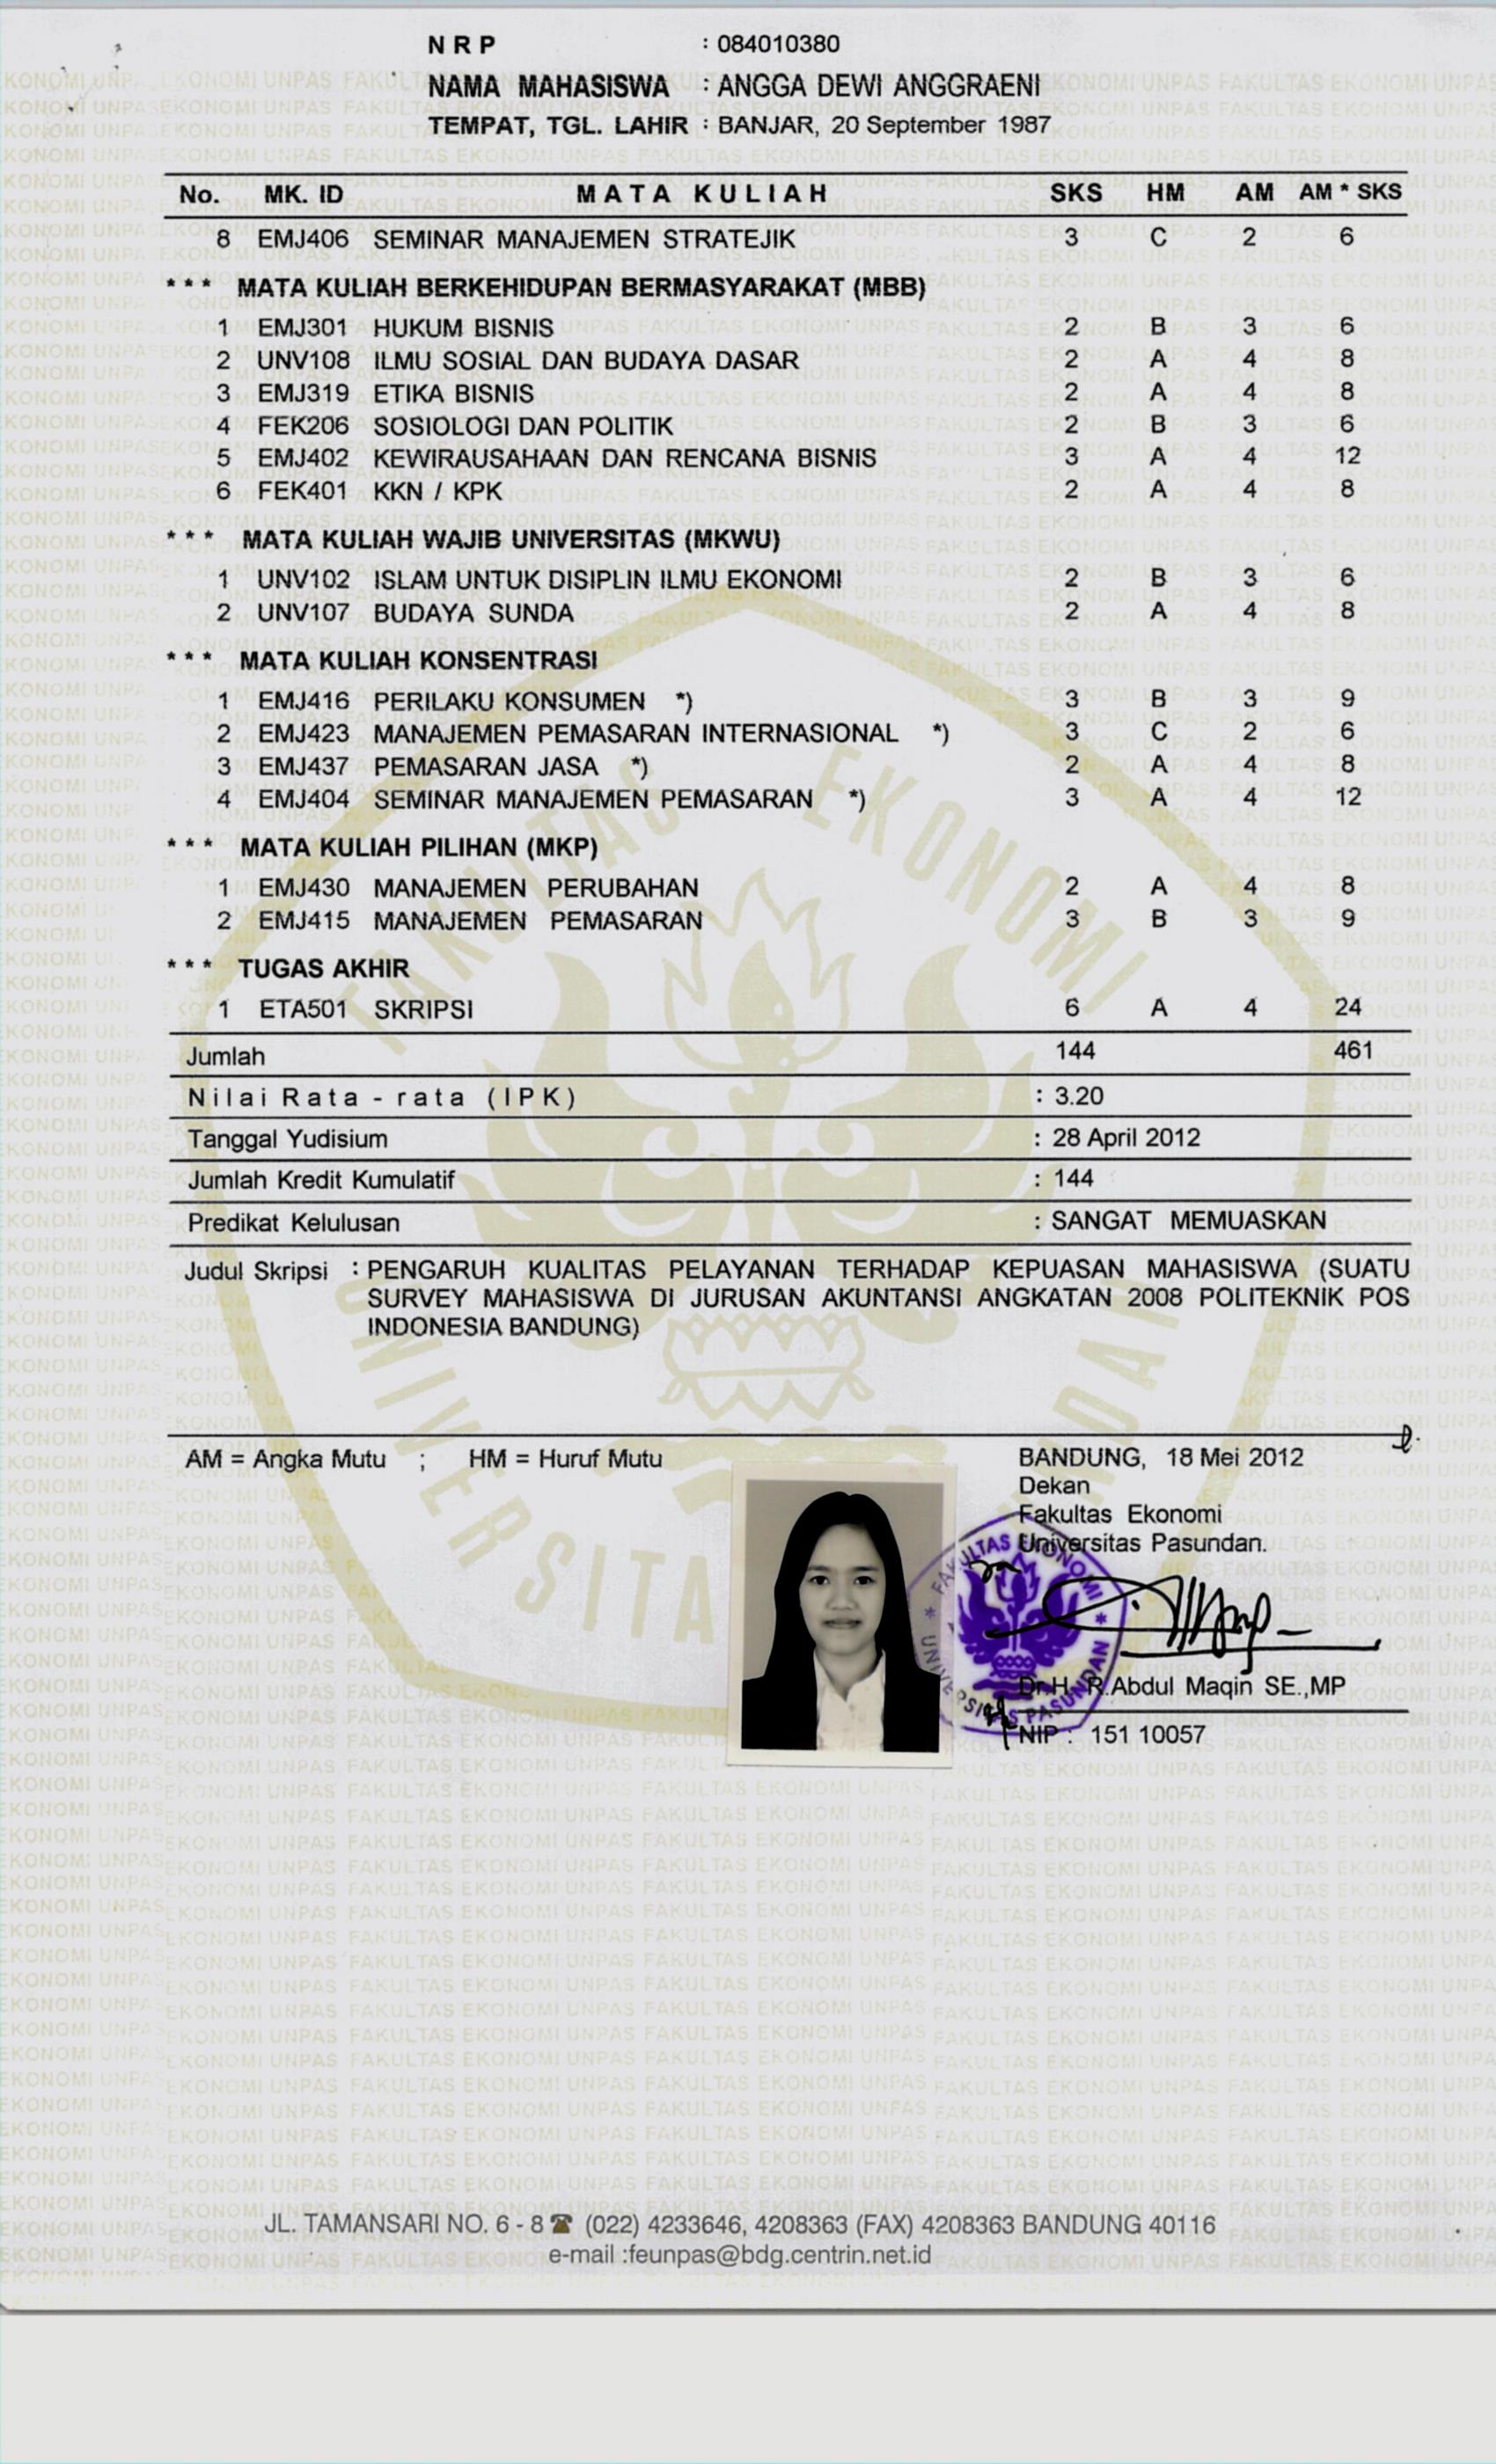 N R P : 084010380
NAMA MAHASISWA : ANGGA DEWI ANGGRAENI
TEMPAT, TGL. LAHIR : BANJAR, 20 September 1987
No. MK. ID MATA KULIAH SKS HM AM AM * SKS
8 EMJ406 SEMINAR MANAJEMEN STRATEJIK 3 C 2 6
* * * MATA KULIAH BERKEHIDUPAN BERMASYARAKAT (MBB)
1 EMJ301 HUKUM BISNIS 2 B 3 6
2 UNV108 ILMU SOSIAL DAN BUDAYA DASAR 2 A 4 8
3 EMJ319 ETIKA BISNIS 2 A 4 8
4 FEK206 SOSIOLOGI DAN POLITIK 2 B 3 6
5 EMJ402 KEWIRAUSAHAAN DAN RENCANA BISNIS 3 A 4 12
6 FEK401 KKN / KPK 2 A 4 8
* * * MATA KULIAH WAJIB UNIVERSITAS (MKWU)
1 UNV102 ISLAM UNTUK DISIPLIN ILMU EKONOMI 2 B 3 6
2 UNV107 BUDAYA SUNDA 2 A 4 8
* * * MATA KULIAH KONSENTRASI
1 EMJ416 PERILAKU KONSUMEN *) 3 B 3 9
2 EMJ423 MANAJEMEN PEMASARAN INTERNASIONAL *) 3 C 2 6
3 EMJ437 PEMASARAN JASA *) 2 A 4 8
4 EMJ404 SEMINAR MANAJEMEN PEMASARAN *) 3 A 4 12
* * * MATA KULIAH PILIHAN (MKP)
1 EMJ430 MANAJEMEN PERUBAHAN 2 A 4 8
2 EMJ415 MANAJEMEN PEMASARAN 3 B 3 9
* * * TUGAS AKHIR
1 ETA501 SKRIPSI 6 A 4 24
Jumlah 144 461
Nilai Rata - rata (IPK) : 3.20
Tanggal Yudisium : 28 April 2012
Jumlah Kredit Kumulatif : 144
Predikat Kelulusan : SANGAT MEMUASKAN
Judul Skripsi : PENGARUH KUALITAS PELAYANAN TERHADAP KEPUASAN MAHASISWA (SUATU
SURVEY MAHASISWA DI JURUSAN AKUNTANSI ANGKATAN 2008 POLITEKNIK POS
INDONESIA BANDUNG)
AM = Angka Mutu ; HM = Huruf Mutu
BANDUNG, 18 Mei 2012
Dekan
Fakultas Ekonomi
Universitas Pasundan.
Dr.H. R.Abdul Maqin SE.,MP
NIP : 151 10057
JL. TAMANSARI NO. 6 - 8 ☎ (022) 4233646, 4208363 (FAX) 4208363 BANDUNG 40116
e-mail :feunpas@bdg.centrin.net.id